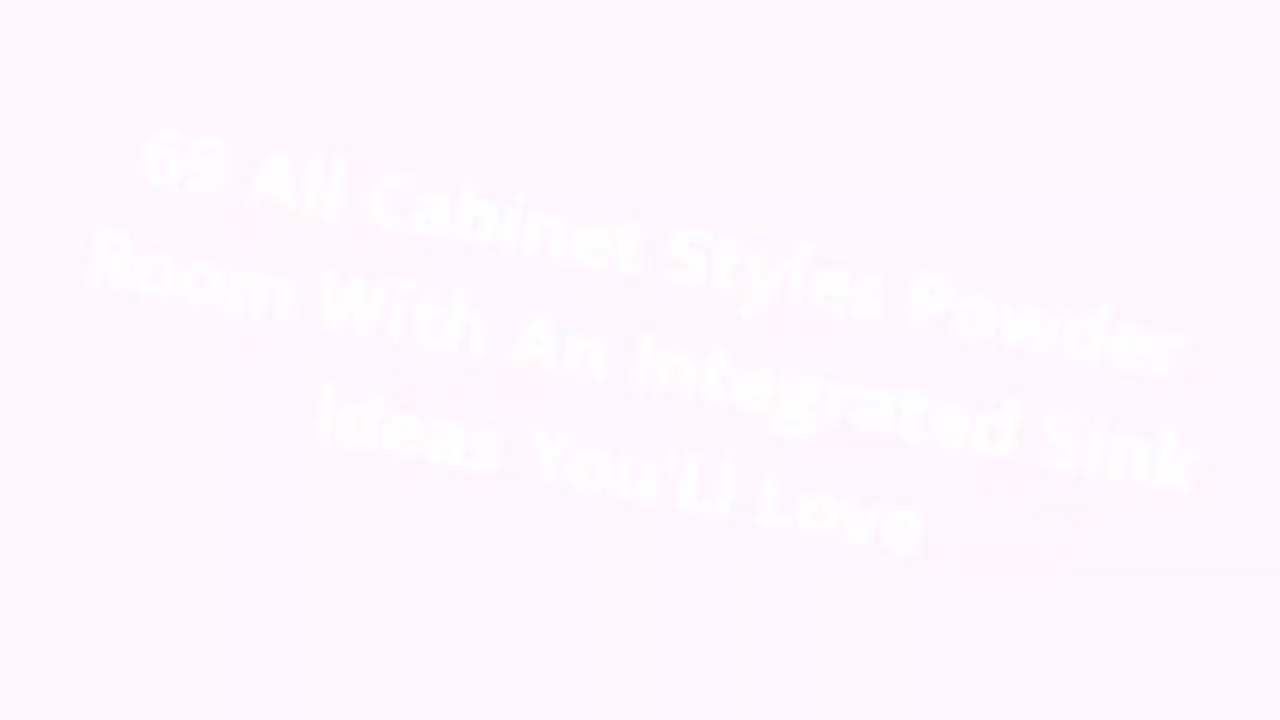 69 All Cabinet Styles Powder
Room With An Integrated Sink
Ideas You'Ll Love